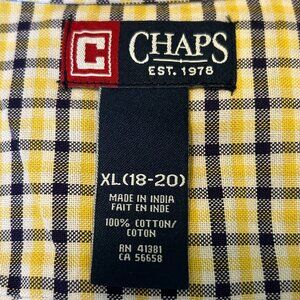 C CHAPS
EST. 1978
XL(18-20)
MADE IN INDIA
FAIT EN INDE
100% COTTON/
COTON
RN 41381
CA 56658